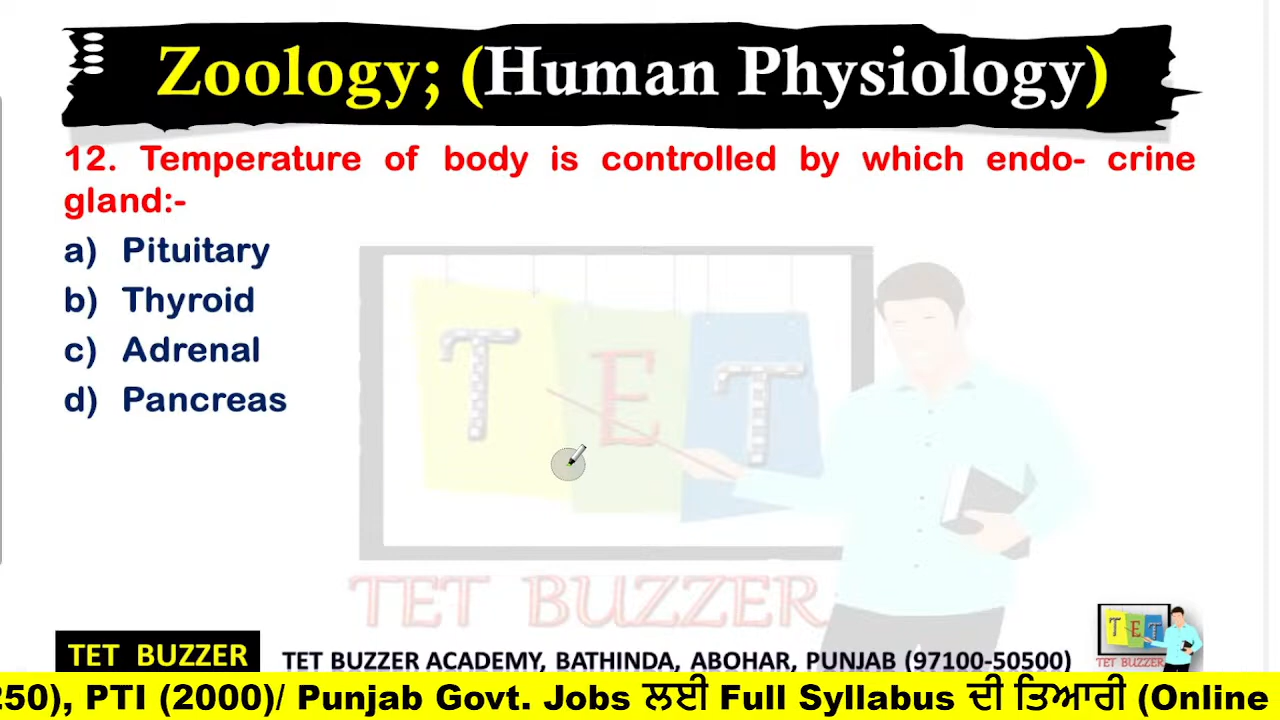 Zoology; (Human Physiology)
12. Temperature of body is controlled by which endo- crine
gland:-
a) Pituitary
b) Thyroid
c) Adrenal
d) Pancreas
T E T
TET BUZZER
TET BUZZER
TET BUZZER ACADEMY, BATHINDA, ABOHAR, PUNJAB (97100-50500)
T E T
TET BUZZER
250), PTI (2000)/ Punjab Govt. Jobs ਲਈ Full Syllabus ਦੀ ਤਿਆਰੀ (Online